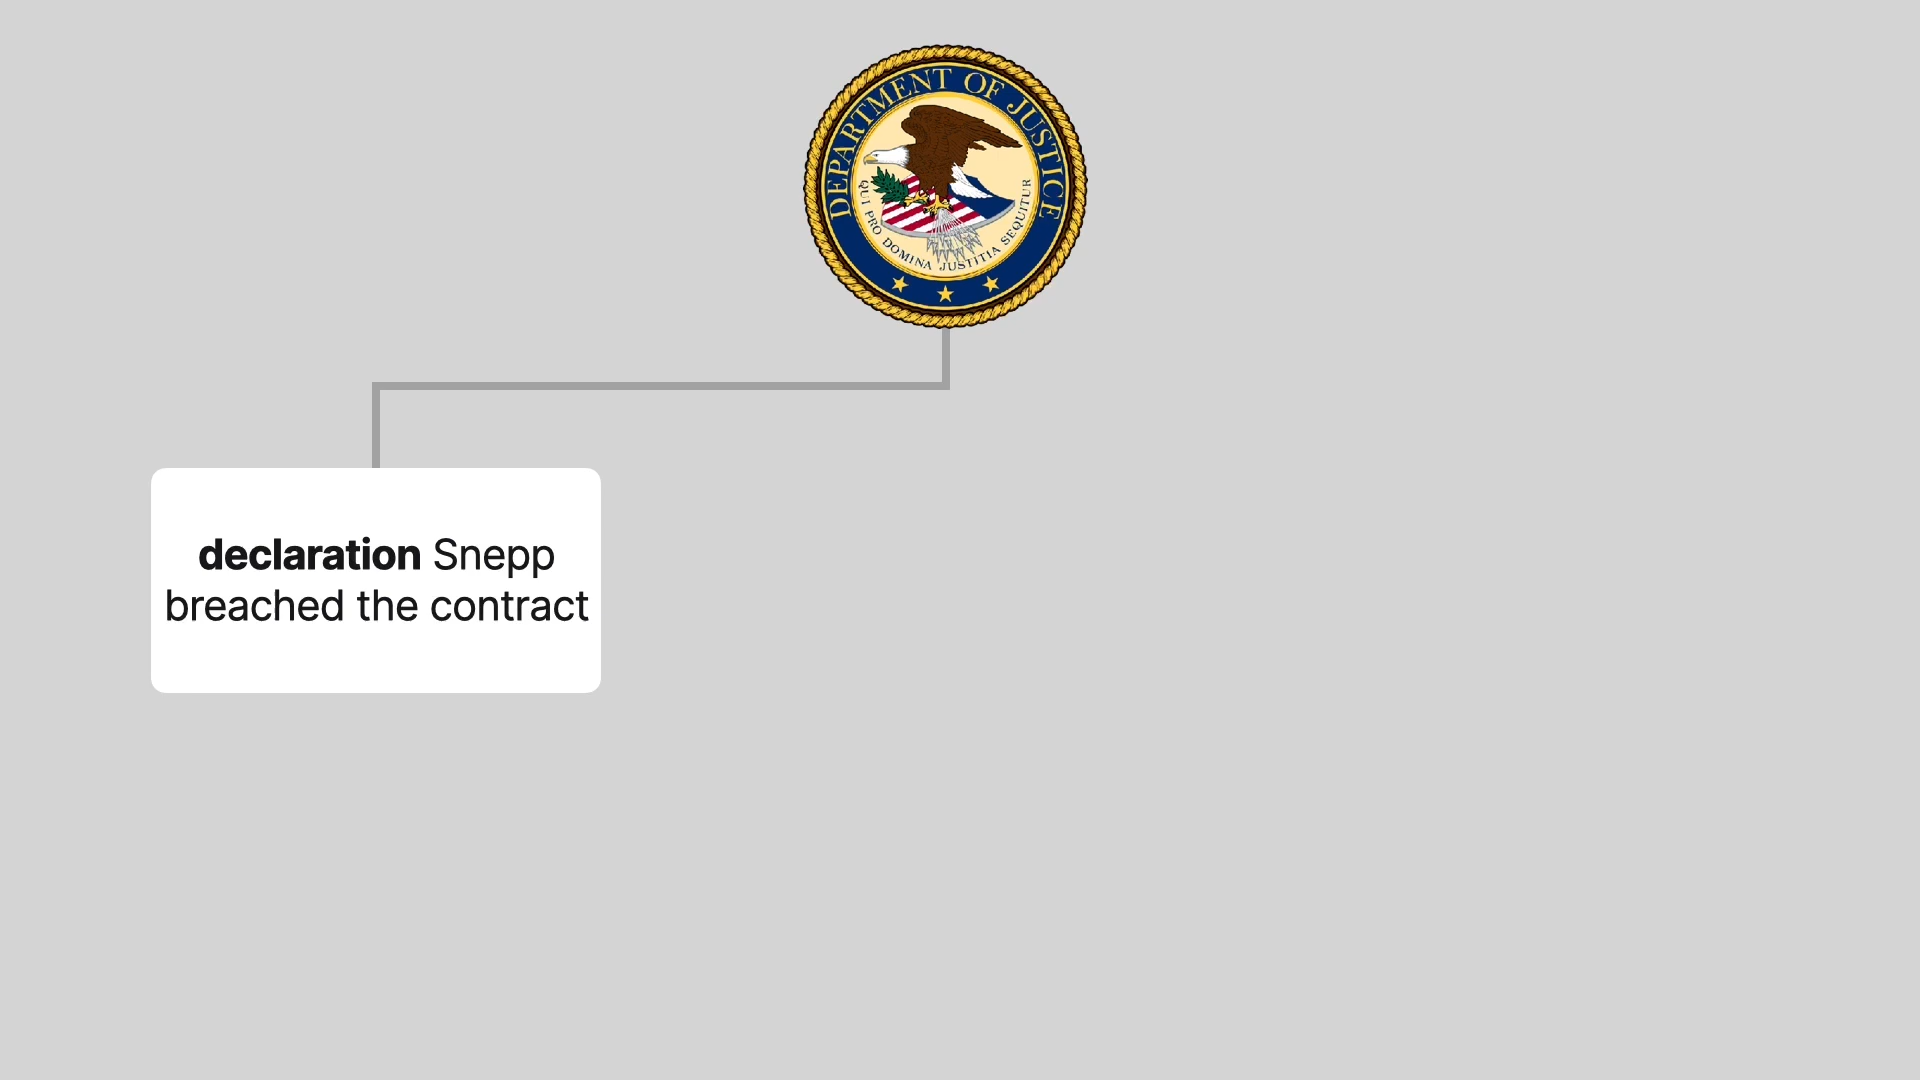 DEPARTMENT OF JUSTICE
QUI PRO DOMINA JUSTITIA SEQUITUR
declaration Snepp
breached the contract